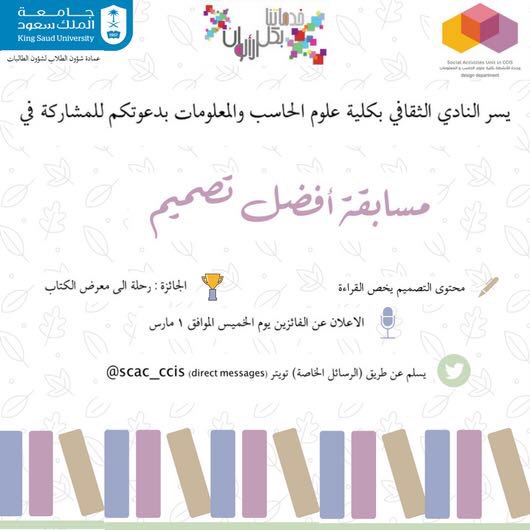 جامعة
الملك سعود
King Saud University
عمادة شؤون الطلاب لشؤون الطالبات
خدماتنا
بكل الألوان
Social Activities Unit in CCIS
design department
يسر النادي الثقافي بكلية علوم الحاسب والمعلومات بدعوتكم للمشاركة في
مسابقة أفضل تصميم
محتوى التصميم يخص القراءة
الجائزة : رحلة الى معرض الكتاب
الاعلان عن الفائزين يوم الخميس الموافق ١ مارس
يسلم عن طريق (الرسائل الخاصة) تويتر (direct messages) @scac_ccis